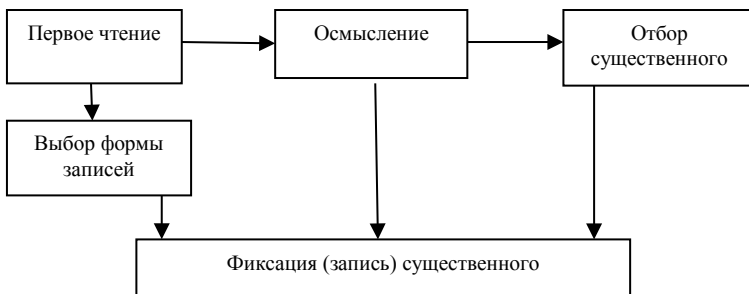 Первое чтение
Осмысление
Отбор
существенного
Выбор формы
записей
Фиксация (запись) существенного